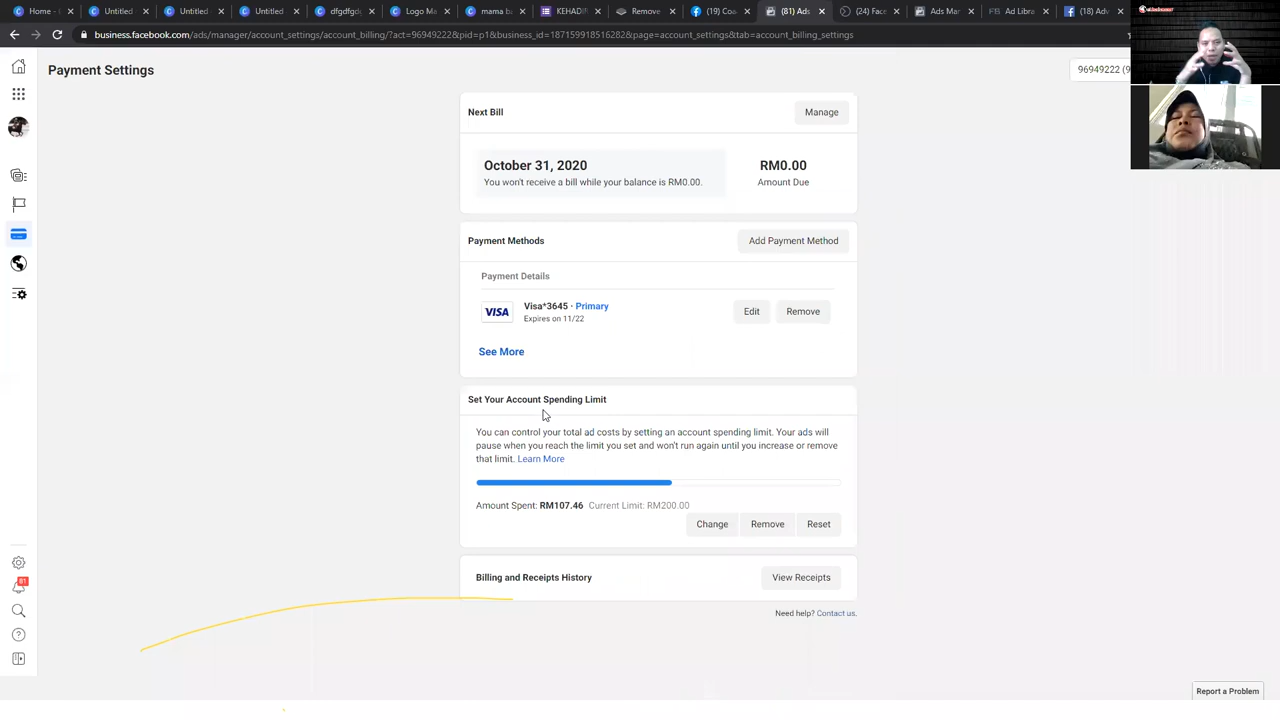 Home -
Untitled
Untitled
Untitled
dfgfgdg
Logo Ma
mama b
KEHADI
Remove
(19) Co
(81) Ads
(24) Face
Ads Mar
Ad Libra
(18) Adv
business.facebook.com/ads/manager/account_settings/account_billing/?act=96949222&pid=p1&business_id=1871599185162828&page=account_settings&tab=account_billing_settings
Payment Settings
96949222 (9
Next Bill
Manage
October 31, 2020
RM0.00
You won't receive a bill while your balance is RM0.00.
Amount Due
Payment Methods
Add Payment Method
Payment Details
VISA
Visa*3645 · Primary
Expires on 11/22
Edit
Remove
See More
Set Your Account Spending Limit
You can control your total ad costs by setting an account spending limit. Your ads will
pause when you reach the limit you set and won't run again until you increase or remove
that limit. Learn More
Amount Spent: RM107.46 Current Limit: RM200.00
Change
Remove
Reset
Billing and Receipts History
View Receipts
81
Need help? Contact us.
Report a Problem